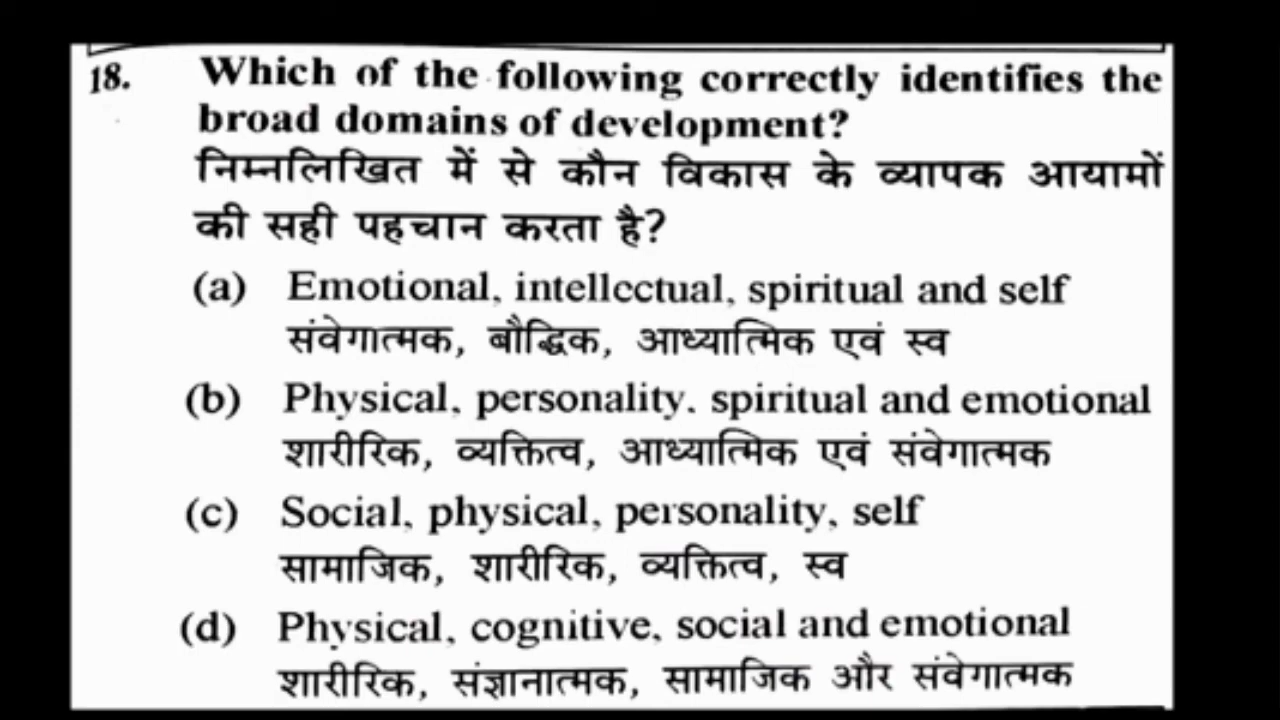 18. Which of the following correctly identifies the
broad domains of development?
निम्नलिखित में से कौन विकास के व्यापक आयामों
की सही पहचान करता है?
(a) Emotional, intellectual, spiritual and self
संवेगात्मक, बौद्धिक, आध्यात्मिक एवं स्व
(b) Physical, personality. spiritual and emotional
शारीरिक, व्यक्तित्व, आध्यात्मिक एवं संवेगात्मक
(c) Social, physical, personality, self
सामाजिक, शारीरिक, व्यक्तित्व, स्व
(d) Physical, cognitive, social and emotional
शारीरिक, संज्ञानात्मक, सामाजिक और संवेगात्मक